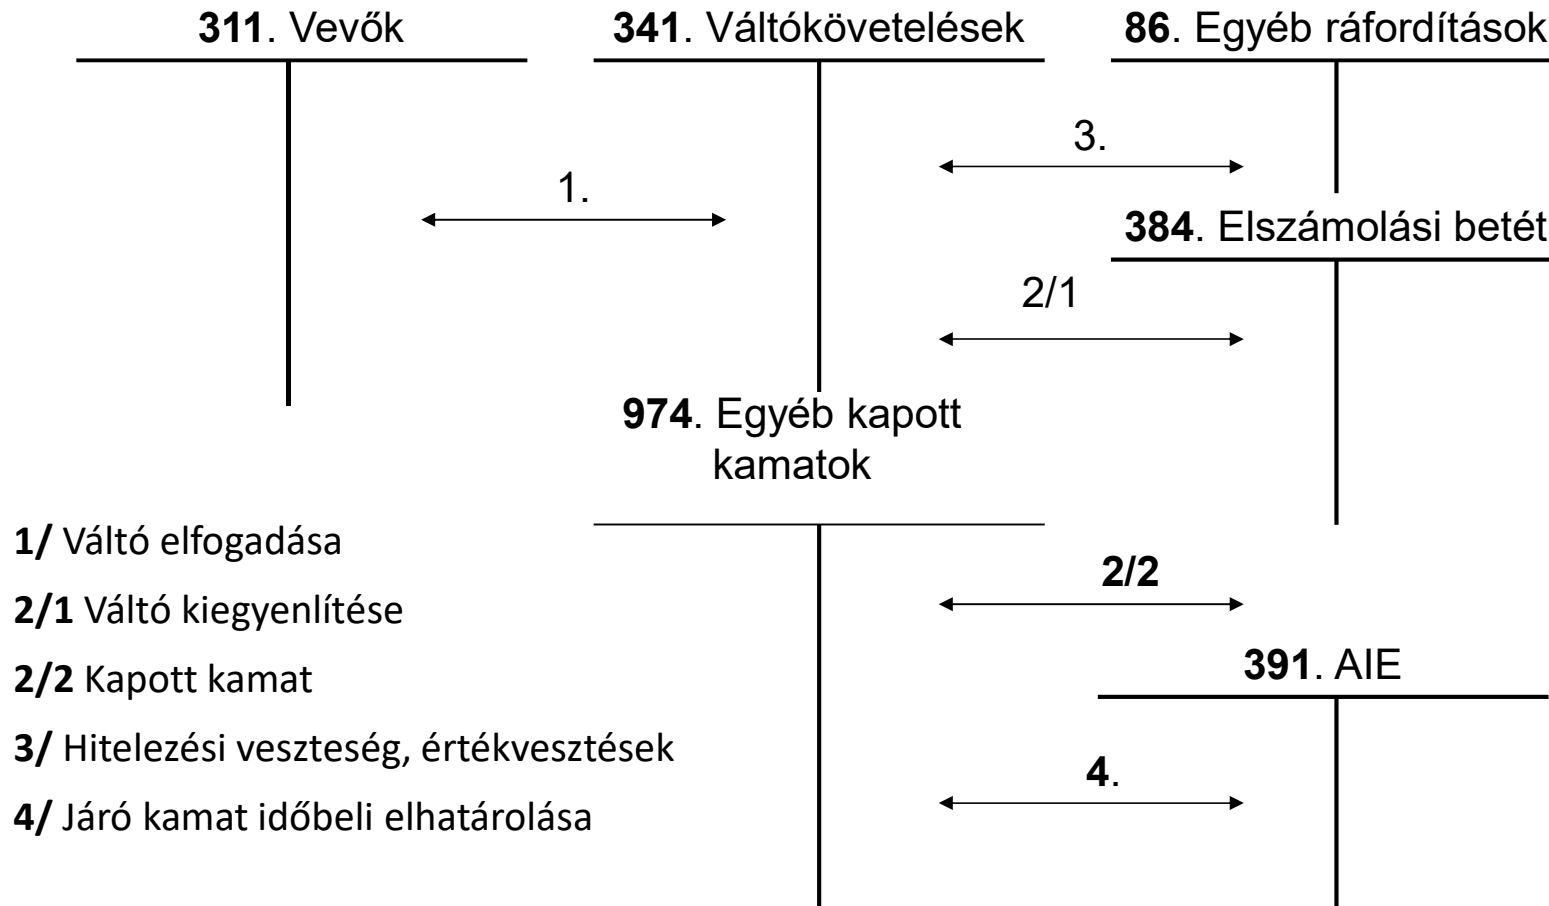 311. Vevők
341. Váltókövetelések
86. Egyéb ráfordítások
3.
1.
384. Elszámolási betét
2/1
974. Egyéb kapott
kamatok
1/ Váltó elfogadása
2/1 Váltó kiegyenlítése
2/2 Kapott kamat
3/ Hitelezési veszteség, értékvesztések
4/ Járó kamat időbeli elhatárolása
2/2
391. AIE
4.